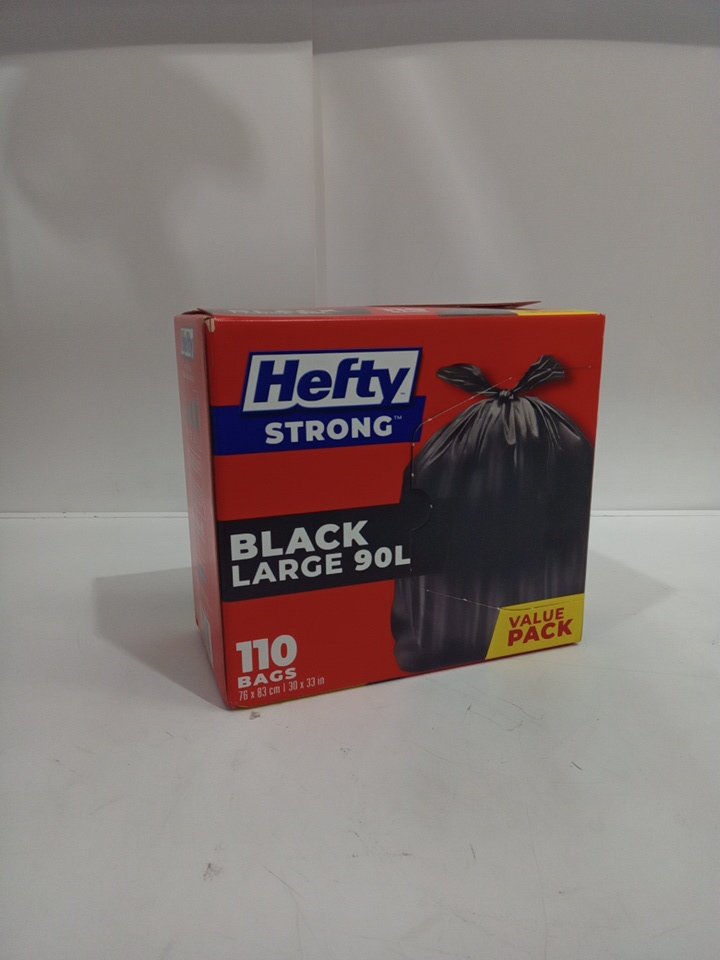 Hefty
STRONG™
BLACK
LARGE 90L
110
BAGS
76 x 83 cm | 30 x 33 in
VALUE
PACK